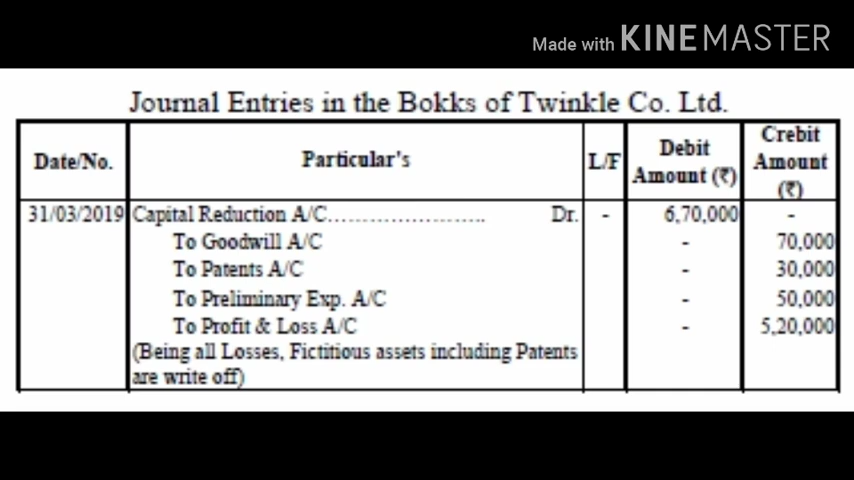 Made with KINEMASTER
Journal Entries in the Bokks of Twinkle Co. Ltd.
Date/No. Particular's L/F Debit Amount (₹) Crebit Amount (₹)
31/03/2019 Capital Reduction A/C........................ Dr. - 6,70,000 -
To Goodwill A/C - 70,000
To Patents A/C - 30,000
To Preliminary Exp. A/C - 50,000
To Profit & Loss A/C - 5,20,000
(Being all Losses, Fictitious assets including Patents
are write off)